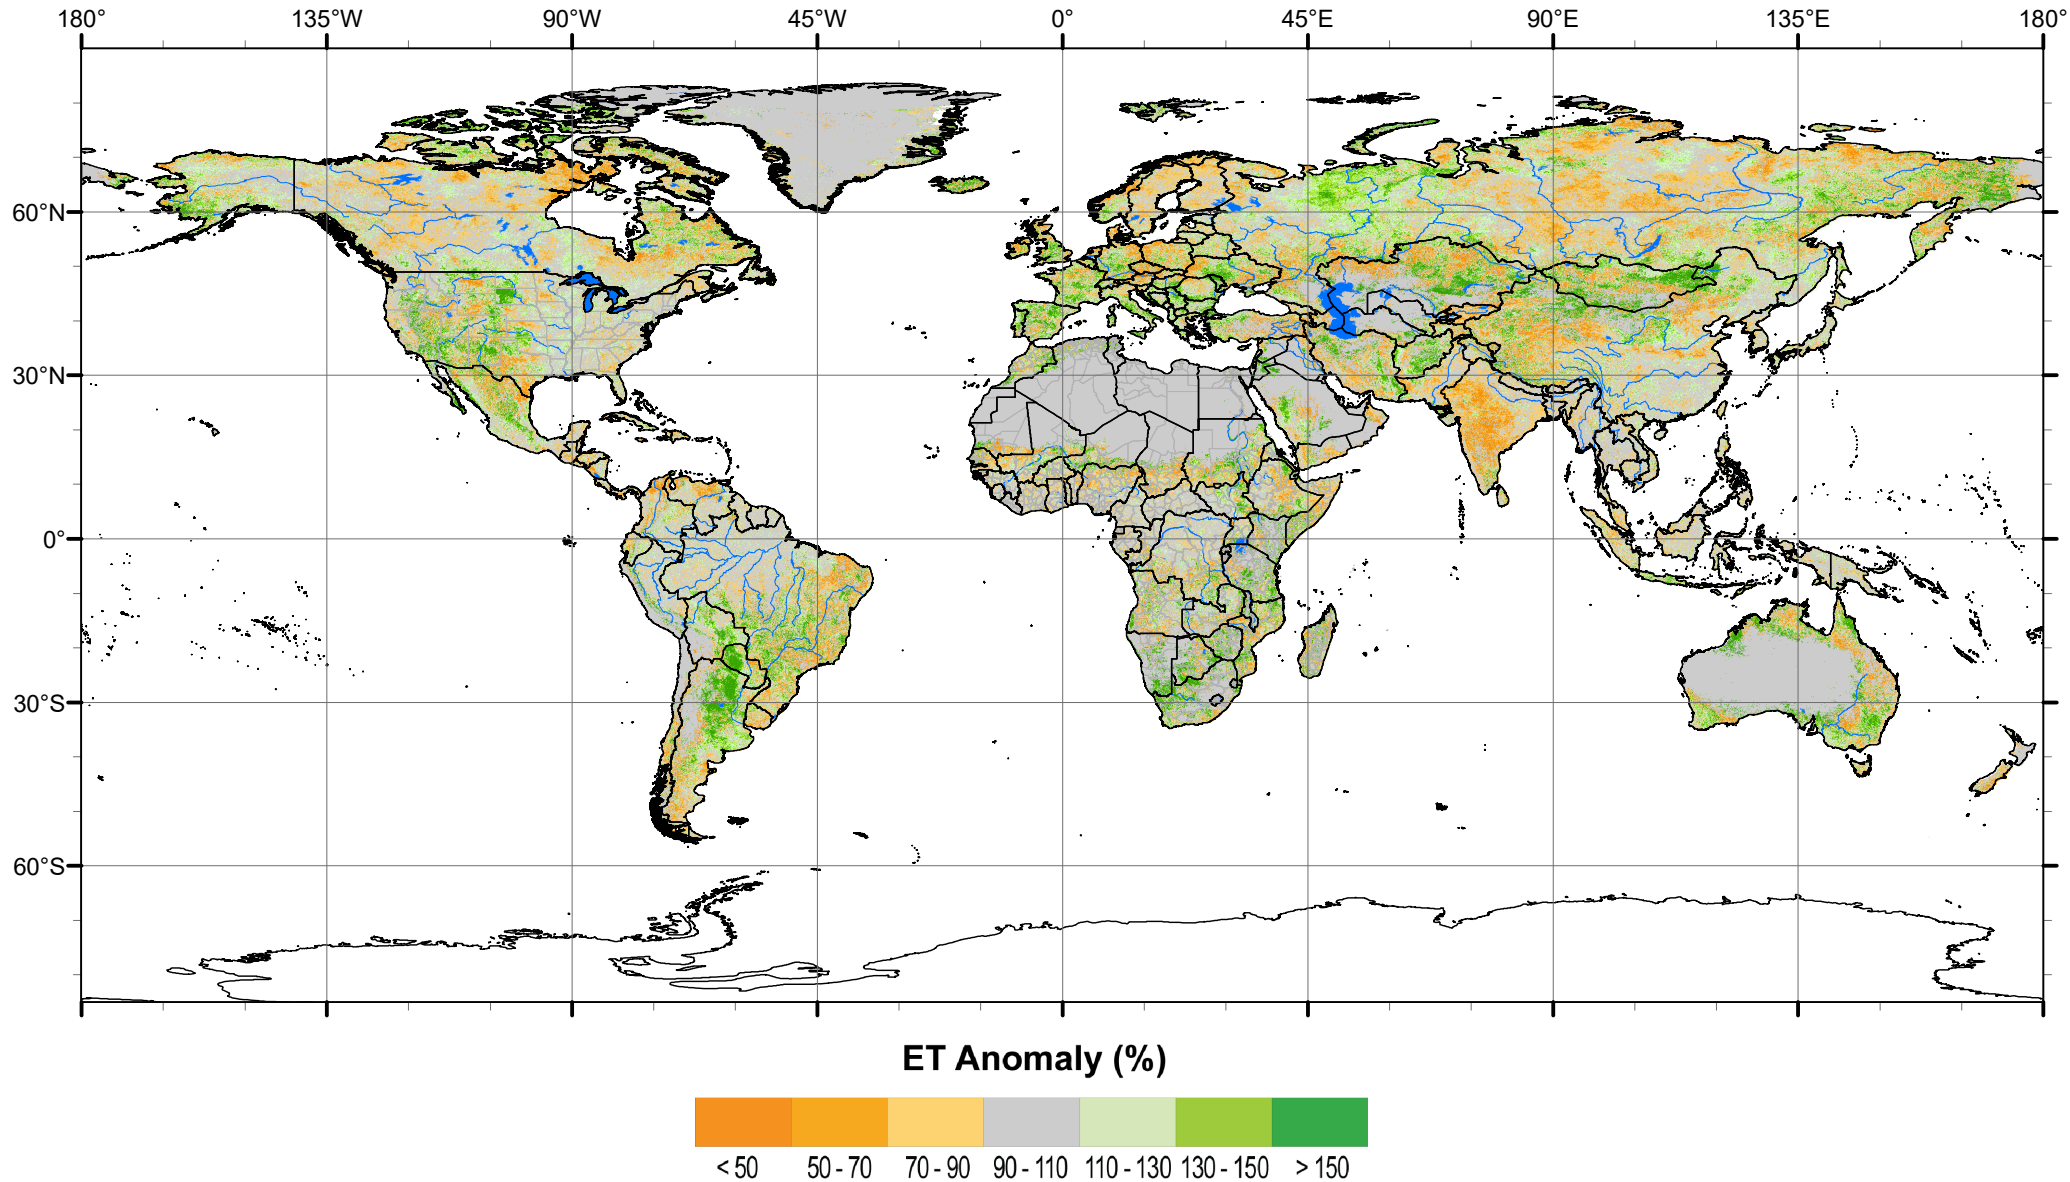 180° 135°W 90°W 45°W 0° 45°E 90°E 135°E 180°
60°N
30°N
0°
30°S
60°S
ET Anomaly (%)
< 50 50 - 70 70 - 90 90 - 110 110 - 130 130 - 150 > 150